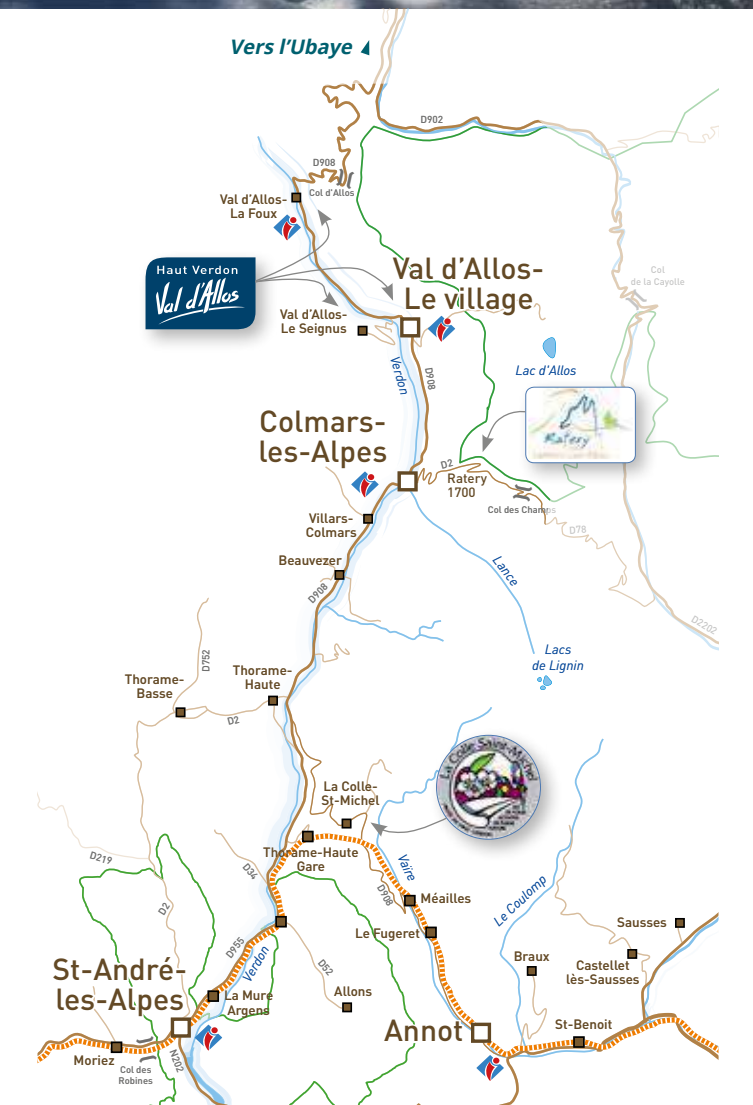 Vers l'Ubaye
D902
D908
Col d'Allos
Val d'Allos-
La Foux
Haut Verdon
Val d'Allos
Val d'Allos-
Le village
Col
de la Cayolle
Val d'Allos-
Le Seignus
Verdon
D908
Lac d'Allos
Ratery
Colmars-
les-Alpes
D2
Ratery
1700
Col des Champs
Villars-
Colmars
D78
Beauvezer
D908
Lance
D2202
Lacs
de Lignin
D752
Thorame-
Basse
Thorame-
Haute
D2
La Colle Saint-Michel
La Colle-
St-Michel
Thorame-Haute
Gare
D219
D34
Vaire
D908
Méailles
Le Coulomp
D2
Le Fugeret
Sausses
D955
Verdon
D52
Braux
Castellet
lès-Sausses
St-André-
les-Alpes
La Mure
Argens
Allons
Annot
St-Benoit
Moriez
Col des
Robines
N202